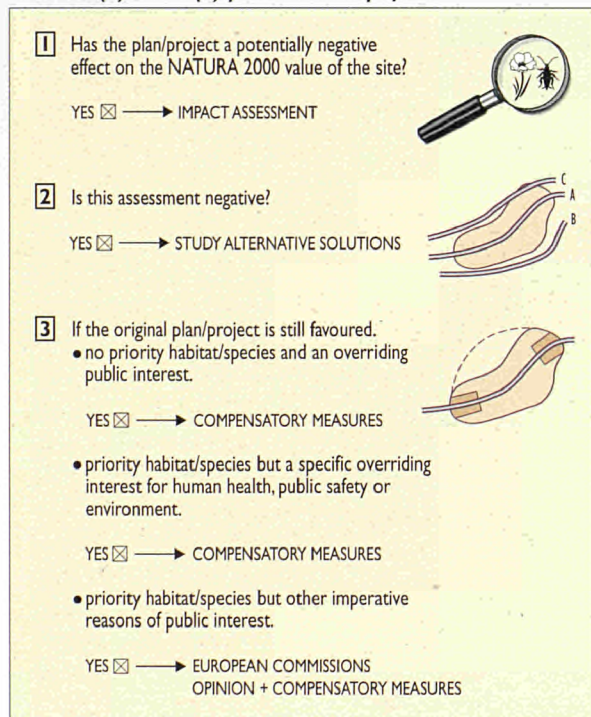 1 Has the plan/project a potentially negative
effect on the NATURA 2000 value of the site?
YES ☒ → IMPACT ASSESSMENT
2 Is this assessment negative?
YES ☒ → STUDY ALTERNATIVE SOLUTIONS
C
A
B
3 If the original plan/project is still favoured.
• no priority habitat/species and an overriding
public interest.
YES ☒ → COMPENSATORY MEASURES
• priority habitat/species but a specific overriding
interest for human health, public safety or
environment.
YES ☒ → COMPENSATORY MEASURES
• priority habitat/species but other imperative
reasons of public interest.
YES ☒ → EUROPEAN COMMISSIONS
OPINION + COMPENSATORY MEASURES